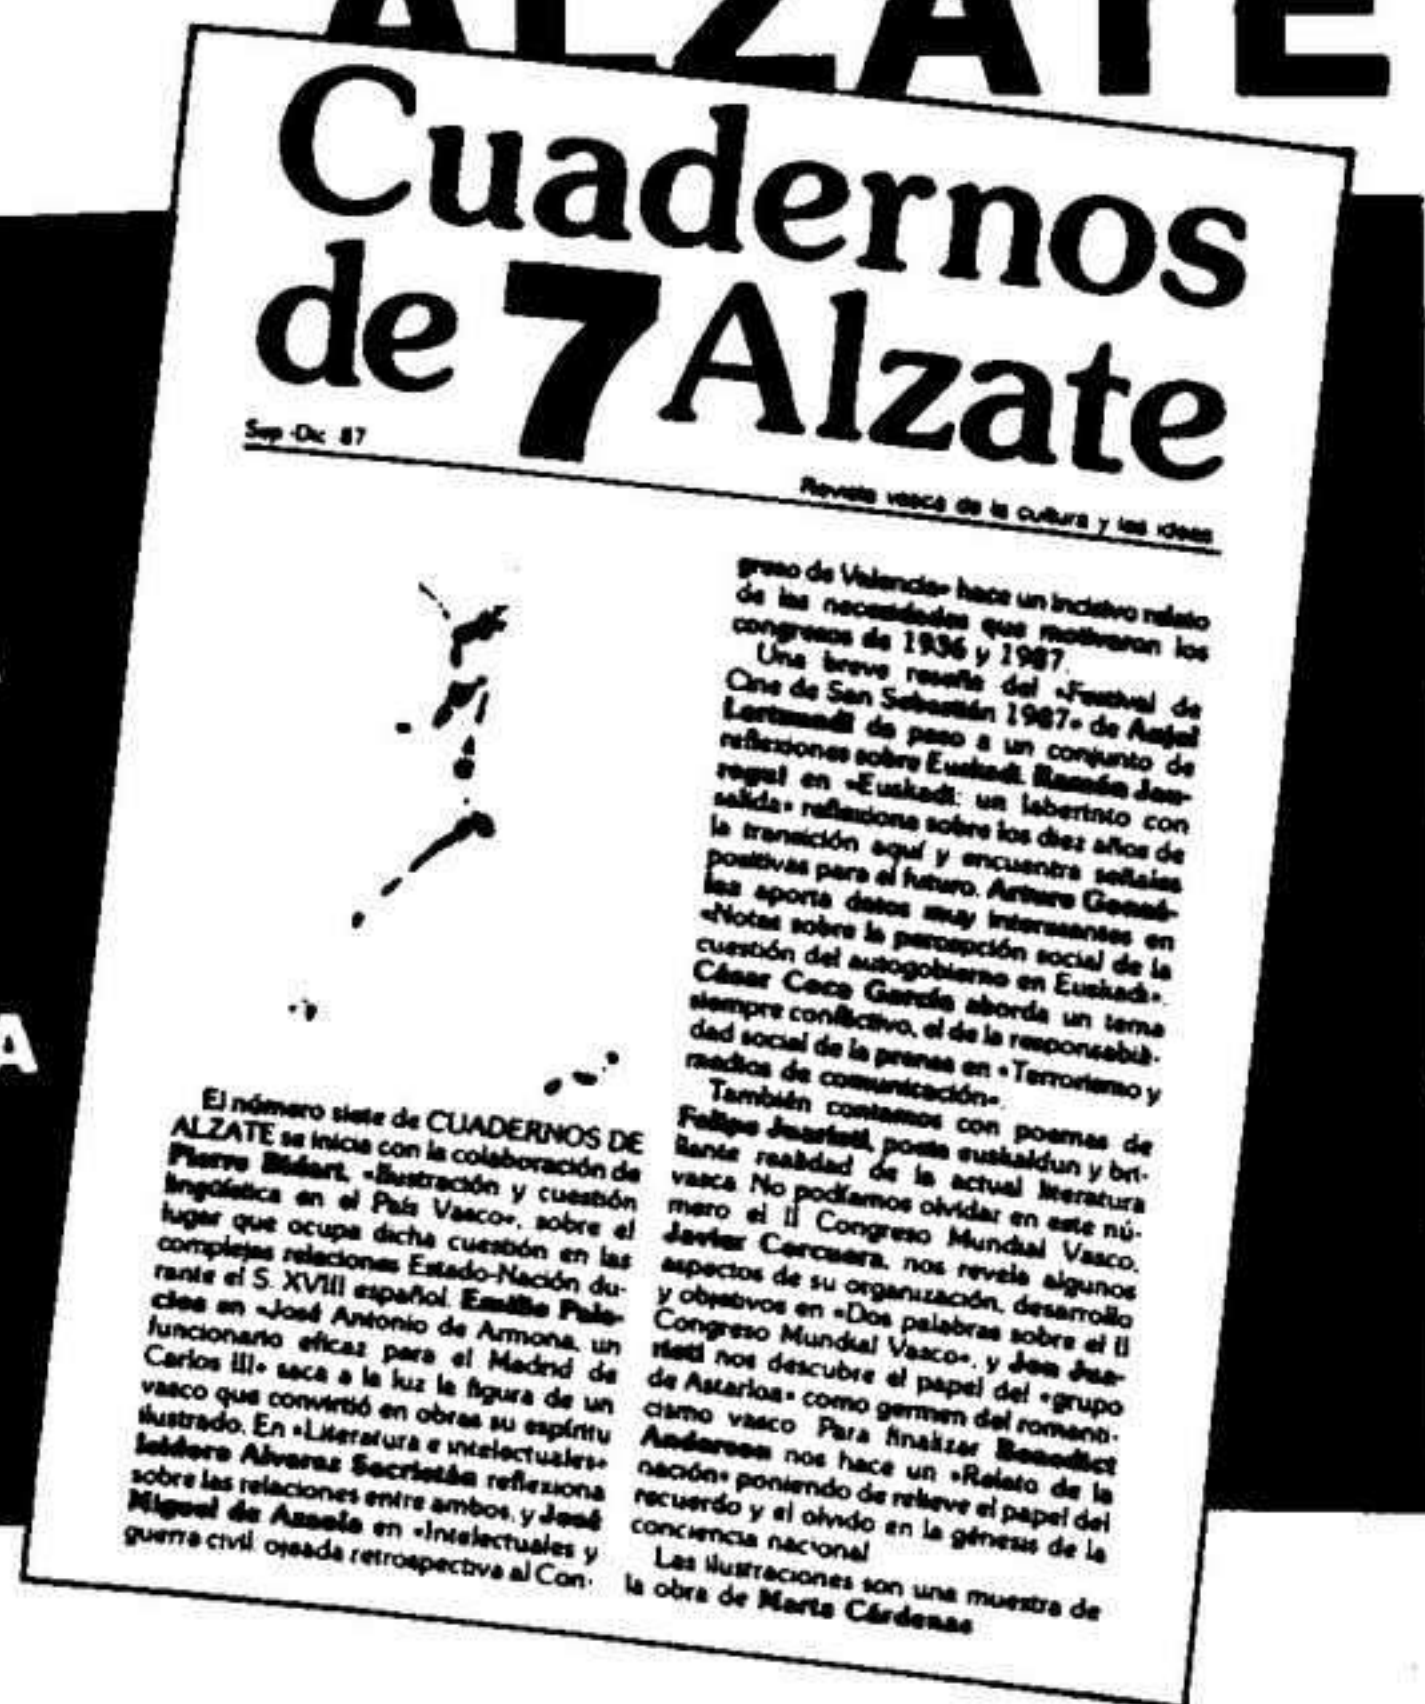 ALZATE
Cuadernos
de 7 Alzate
Sep-Dic 87
Revista vasca de la cultura y las ideas
El número siete de CUADERNOS DE
ALZATE se inicia con la colaboración de
Pierre Bidart, «Ilustración y cuestión
lingüística en el País Vasco», sobre el
lugar que ocupa dicha cuestión en las
complejas relaciones Estado-Nación du-
rante el S. XVIII español. Emilio Pala-
cios en «José Antonio de Armona, un
funcionario eficaz para el Madrid de
Carlos III» saca a la luz la figura de un
vasco que convirtió en obras su espíritu
ilustrado. En «Literatura e intelectuales»
Isidoro Alvarez Sacristán reflexiona
sobre las relaciones entre ambos, y José
Miguel de Azaola en «Intelectuales y
guerra civil: ojeada retrospectiva al Con-
greso de Valencia» hace un incisivo relato
de las necesidades que motivaron los
congresos de 1936 y 1987.
Una breve reseña del «Festival de
Cine de San Sebastián 1987» de Anjel
Lertxundi da paso a un conjunto de
reflexiones sobre Euskadi. Ramón Jau-
regui en «Euskadi: un laberinto con
salida» reflexiona sobre los diez años de
la transición aquí y encuentra señales
positivas para el futuro. Arturo Gonzá-
lez aporta datos muy interesantes en
«Notas sobre la percepción social de la
cuestión del autogobierno en Euskadi».
César Coca García aborda un tema
siempre conflictivo, el de la responsabili-
dad social de la prensa en «Terrorismo y
medios de comunicación».
También contamos con poemas de
Felipe Juaristi, poeta euskaldun y bri-
llante realidad de la actual literatura
vasca. No podíamos olvidar en este nú-
mero el II Congreso Mundial Vasco,
Javier Corcuera, nos revela algunos
aspectos de su organización, desarrollo
y objetivos en «Dos palabras sobre el II
Congreso Mundial Vasco», y Jon Jua-
risti nos descubre el papel del «grupo
de Astarloa» como germen del romanti-
cismo vasco. Para finalizar Benedict
Anderson nos hace un «Relato de la
nación» poniendo de relieve el papel del
recuerdo y el olvido en la génesis de la
conciencia nacional
Las ilustraciones son una muestra de
la obra de Marta Cárdenas
A